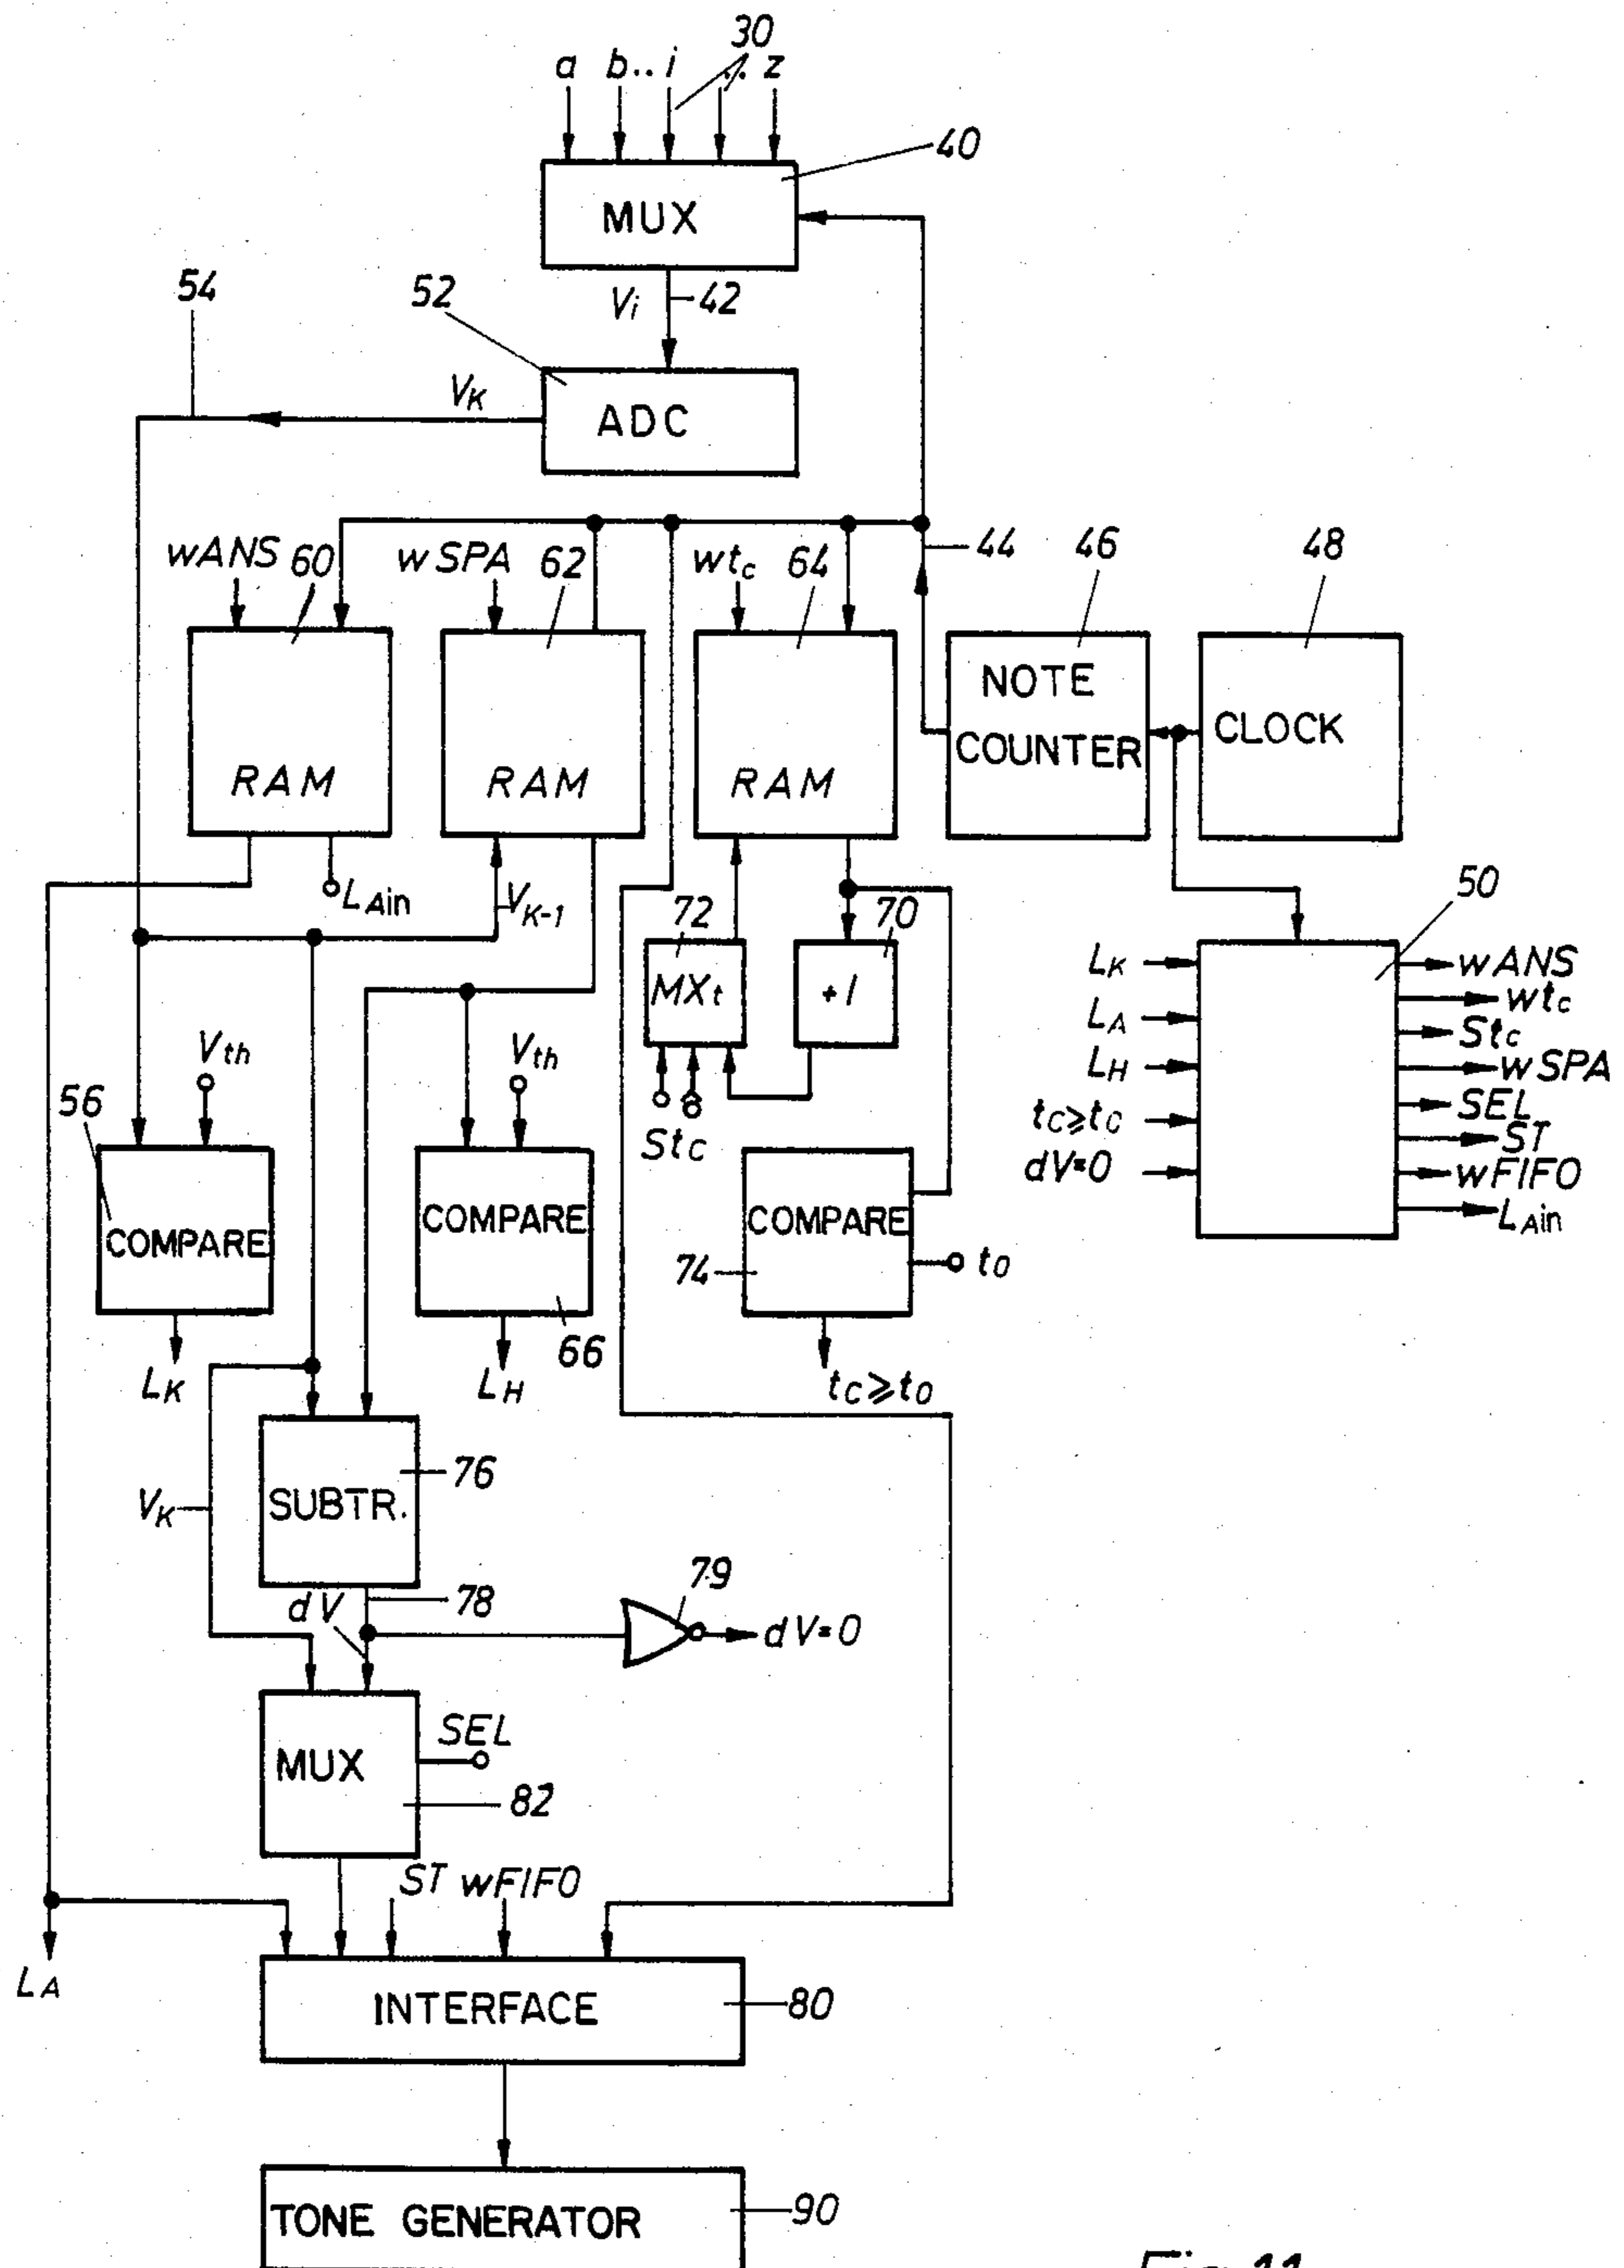 30
a b.. i .. z
40
MUX
54
52
Vi
42
VK
ADC
wANS 60
wSPA 62
wtc 64
44
46
48
NOTE
COUNTER
CLOCK
RAM
RAM
RAM
LAin
VK-1
72
70
50
MXt
+1
LK
LA
LH
tc≥tc
dV=0
wANS
wtc
Stc
wSPA
SEL
ST
wFIFO
LAin
Vth
Vth
56
Stc
COMPARE
COMPARE
COMPARE
74
to
66
LK
LH
tc≥to
76
VK
SUBTR.
79
dV
78
dV=0
SEL
MUX
82
ST wFIFO
LA
INTERFACE
80
TONE GENERATOR
90